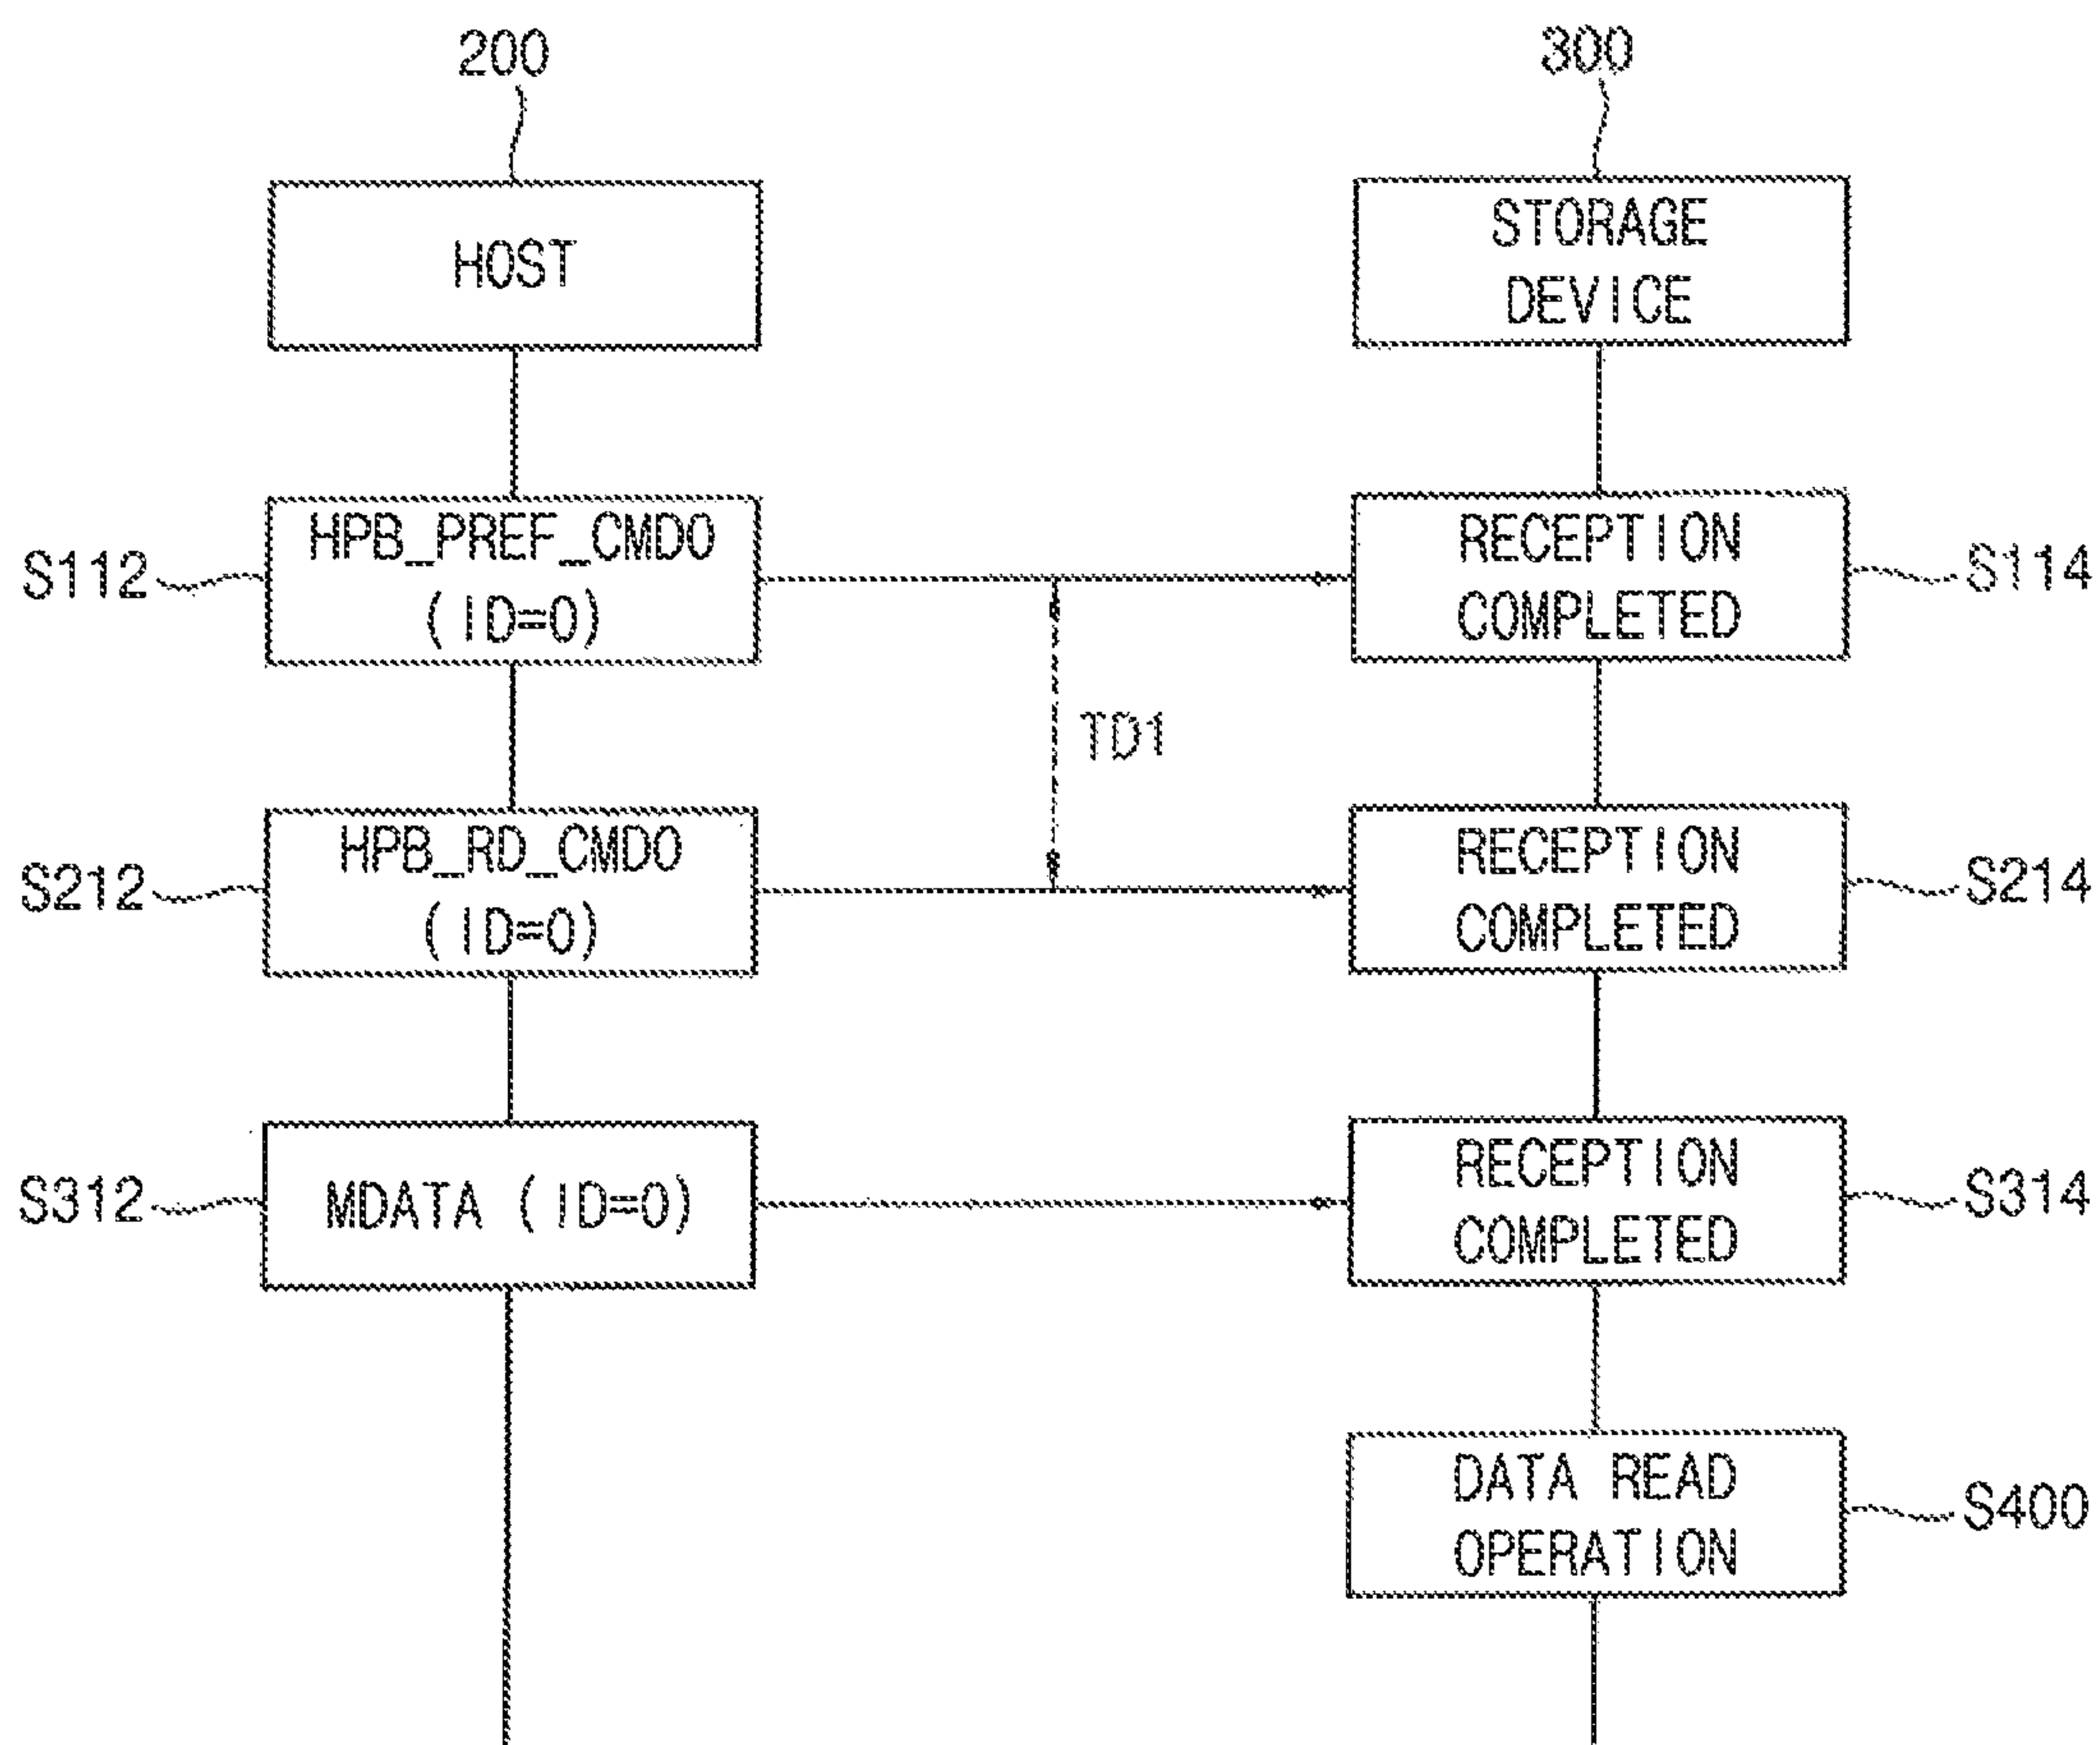 200
300
HOST
STORAGE
DEVICE
S112
HPB_PREF_CMD0
(ID=0)
RECEPTION
COMPLETED
S114
TD1
S212
HPB_RD_CMD0
(ID=0)
RECEPTION
COMPLETED
S214
S312
MDATA (ID=0)
RECEPTION
COMPLETED
S314
DATA READ
OPERATION
S400